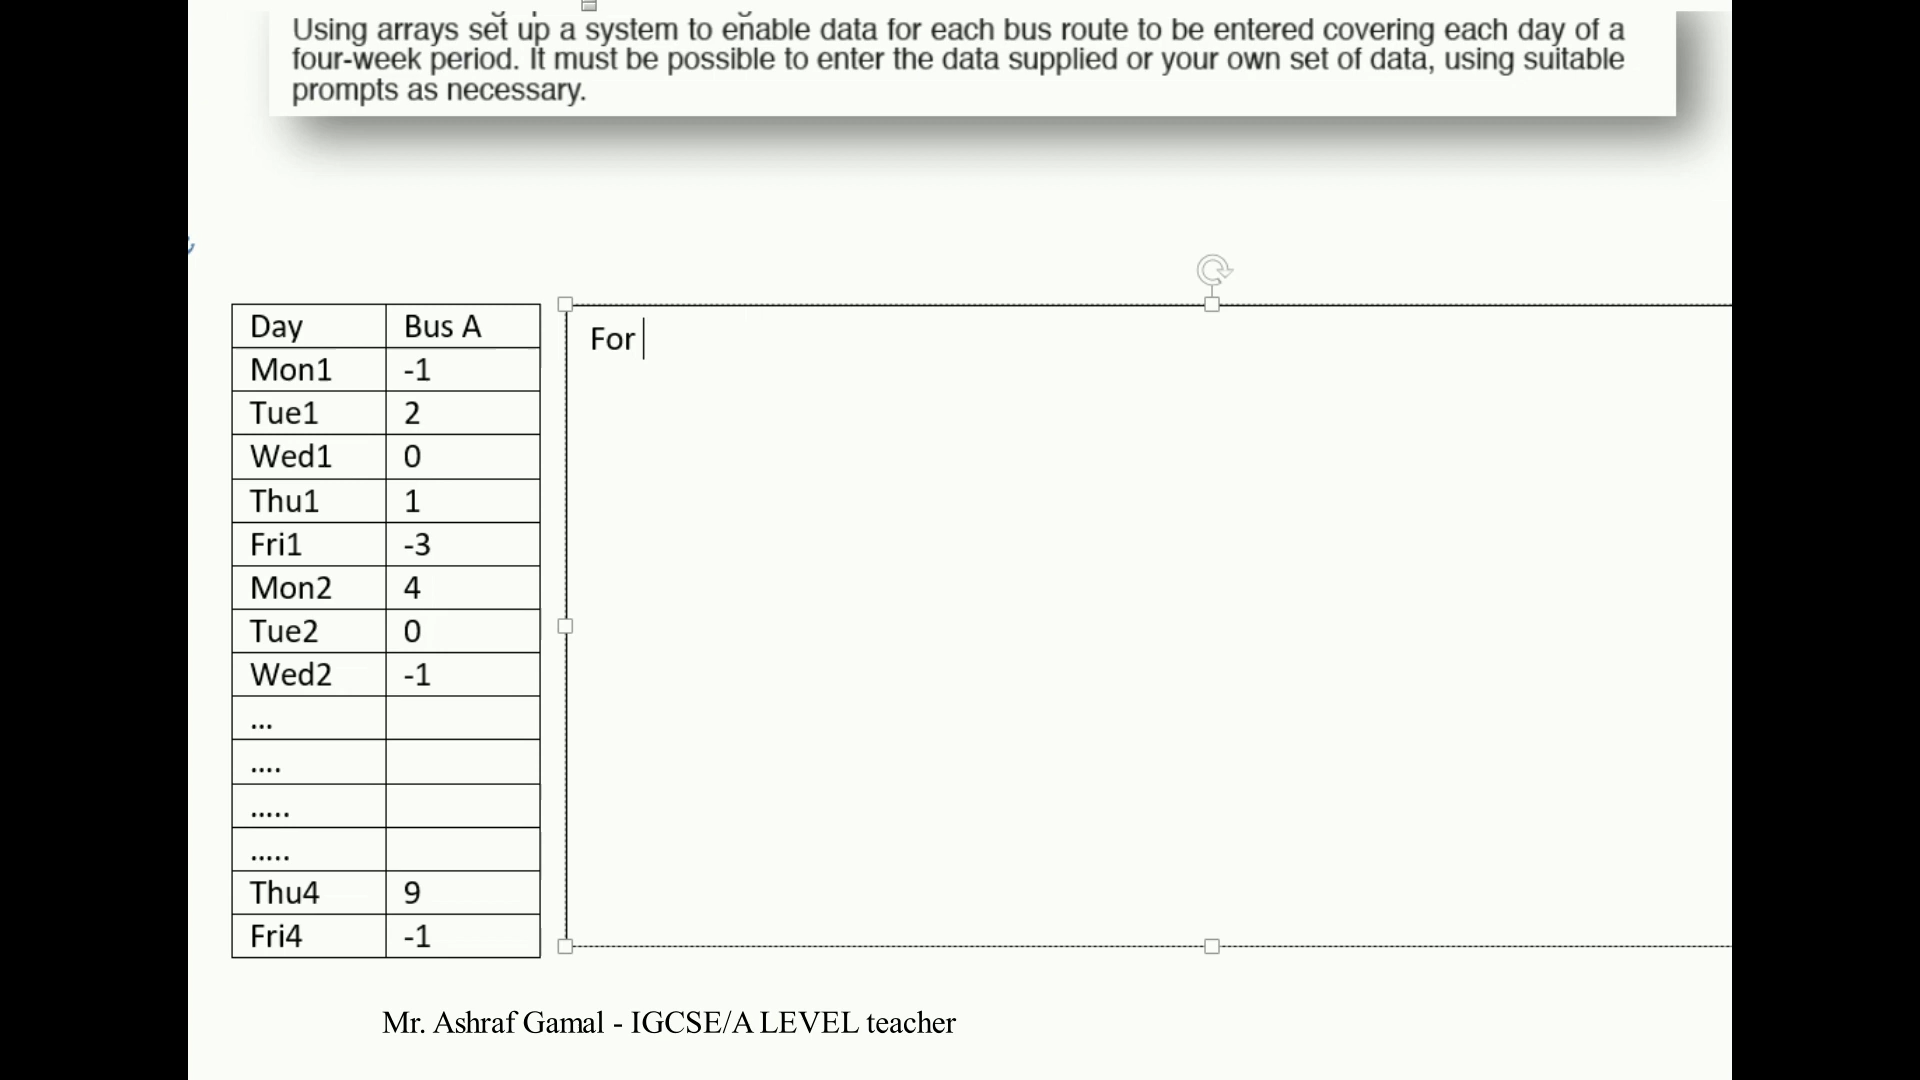 Using arrays set up a system to enable data for each bus route to be entered covering each day of a
four-week period. It must be possible to enter the data supplied or your own set of data, using suitable
prompts as necessary.
Day Bus A
Mon1 -1
Tue1 2
Wed1 0
Thu1 1
Fri1 -3
Mon2 4
Tue2 0
Wed2 -1
...
....
.....
.....
Thu4 9
Fri4 -1
For
Mr. Ashraf Gamal - IGCSE/A LEVEL teacher